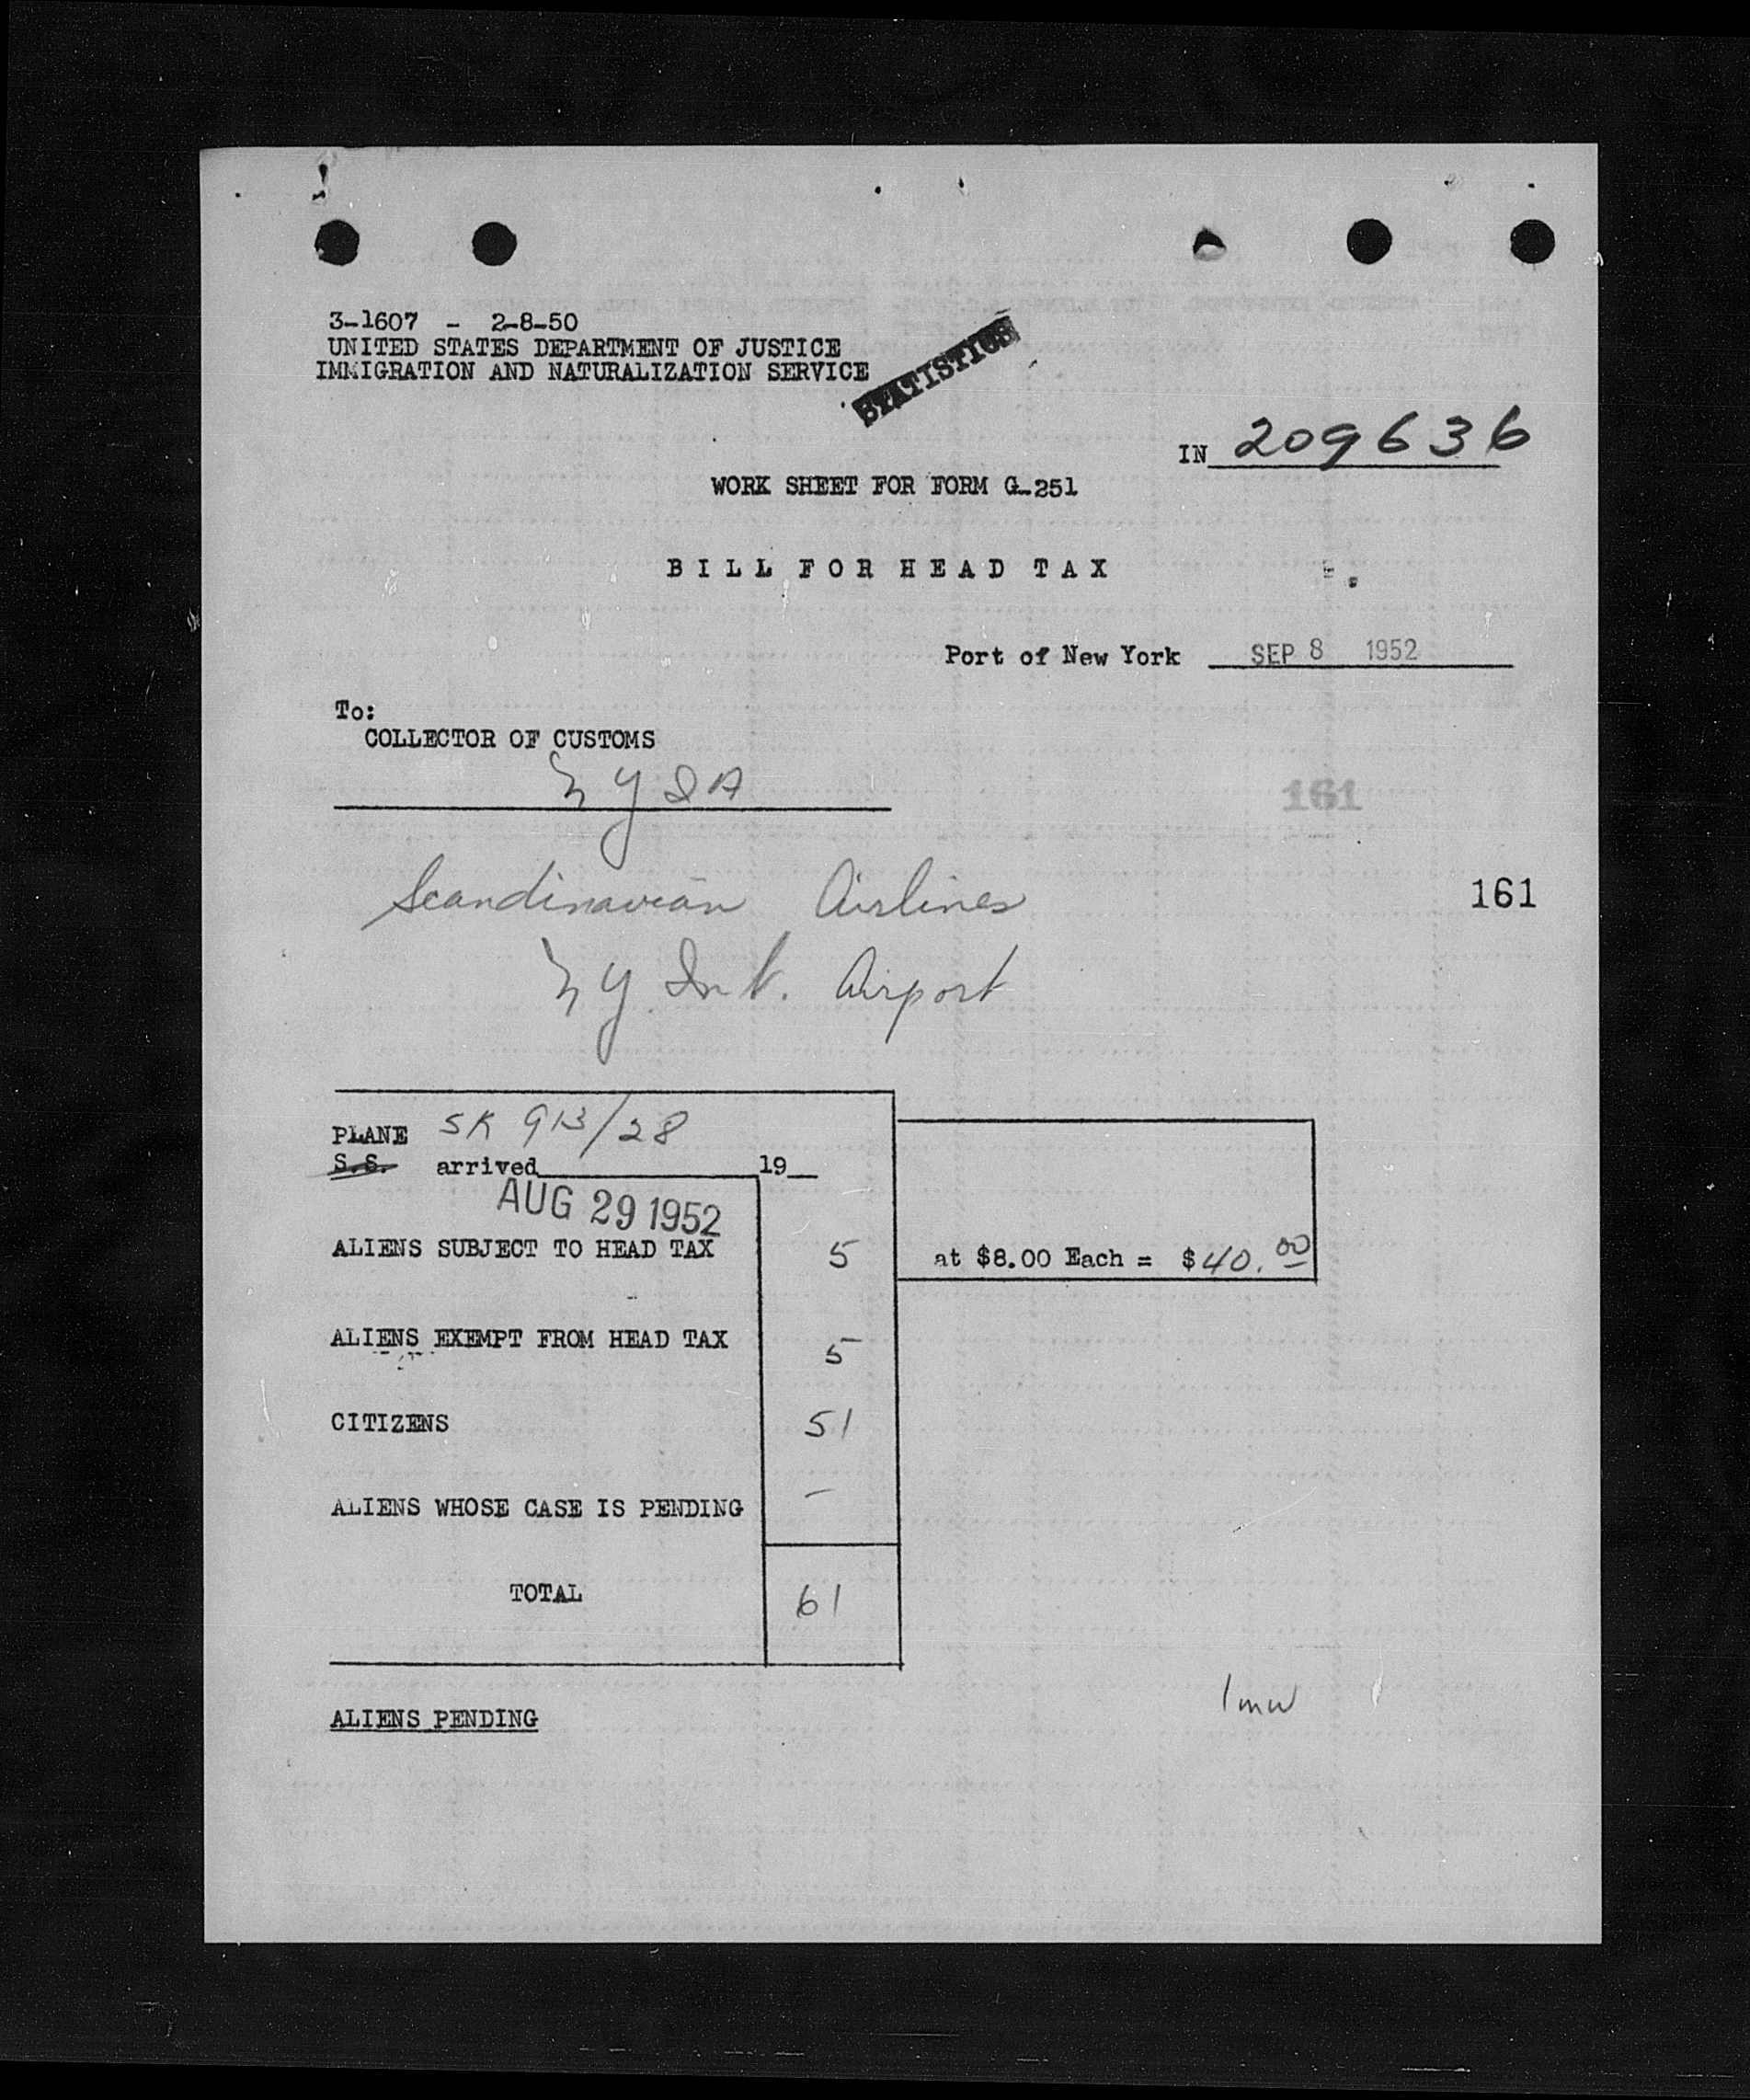 3-1607 - 2-8-50
UNITED STATES DEPARTMENT OF JUSTICE
IMMIGRATION AND NATURALIZATION SERVICE
STATISTICS
IN 209636
WORK SHEET FOR FORM G-251
BILL FOR HEAD TAX
Port of New York SEP 8 1952
To:
COLLECTOR OF CUSTOMS
NYIA
161
Scandinavian Airlines
161
NY Int. Airport
PLANE SK 913/28
S.S. arrived 19
AUG 29 1952
ALIENS SUBJECT TO HEAD TAX 5 at $8.00 Each = $40.00
ALIENS EXEMPT FROM HEAD TAX 5
CITIZENS 51
ALIENS WHOSE CASE IS PENDING -
TOTAL 61
ALIENS PENDING